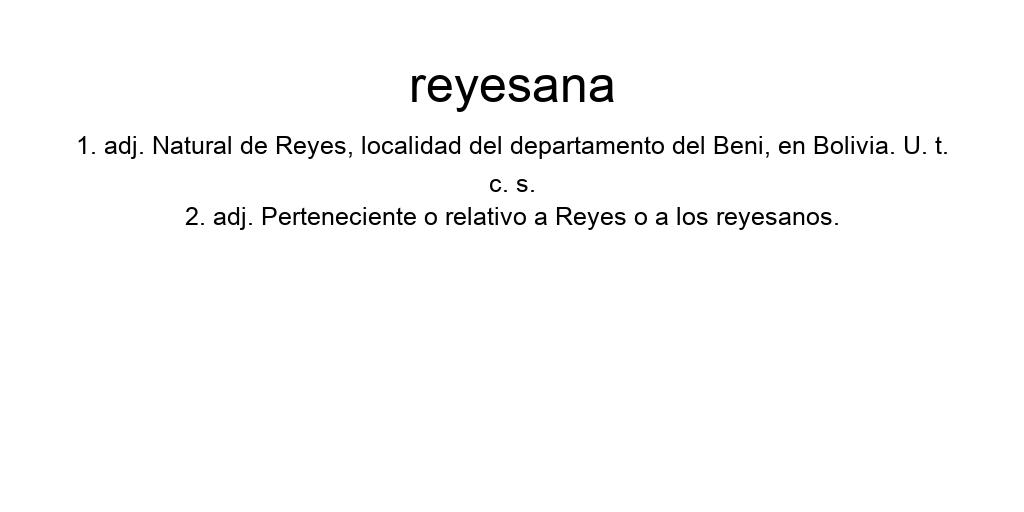 reyesana
1. adj. Natural de Reyes, localidad del departamento del Beni, en Bolivia. U. t.
c. s.
2. adj. Perteneciente o relativo a Reyes o a los reyesanos.